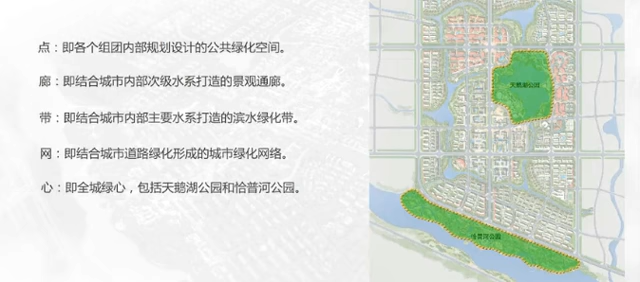 点：即各个组团内部规划设计的公共绿化空间。
廊：即结合城市内部次级水系打造的景观通廊。
带：即结合城市内部主要水系打造的滨水绿化带。
网：即结合城市道路绿化形成的城市绿化网络。
心：即全城绿心，包括天鹅湖公园和恰普河公园。
天鹅湖公园
恰普河公园